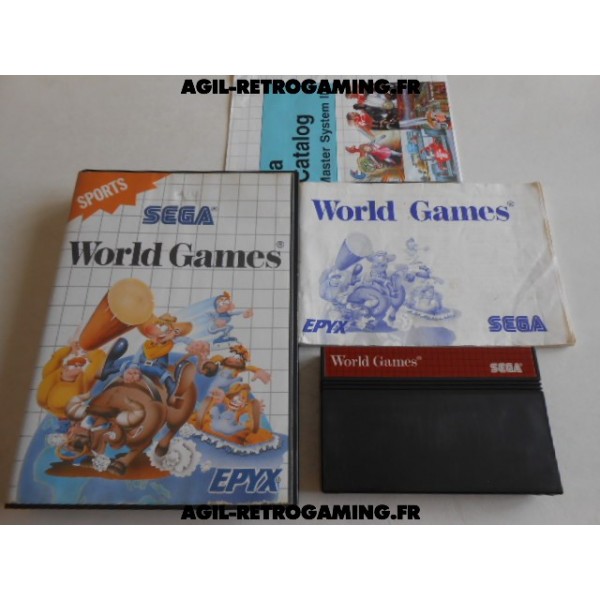 AGIL-RETROGAMING.FR
Catalog
Master System
SPORTS
SEGA
World Games®
EPYX
World Games®
EPYX
SEGA
World Games®
SEGA
AGIL-RETROGAMING.FR